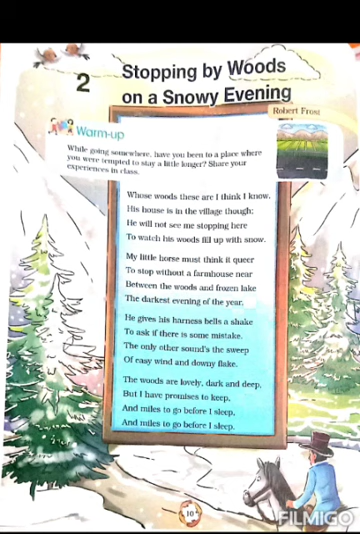 2
Stopping by Woods
on a Snowy Evening
Robert Frost
Warm-up
While going somewhere, have you been to a place where
you were tempted to stay a little longer? Share your
experiences in class.
Whose woods these are I think I know.
His house is in the village though;
He will not see me stopping here
To watch his woods fill up with snow.
My little horse must think it queer
To stop without a farmhouse near
Between the woods and frozen lake
The darkest evening of the year.
He gives his harness bells a shake
To ask if there is some mistake.
The only other sound's the sweep
Of easy wind and downy flake.
The woods are lovely, dark and deep,
But I have promises to keep,
And miles to go before I sleep,
And miles to go before I sleep.
10
FILMIGO